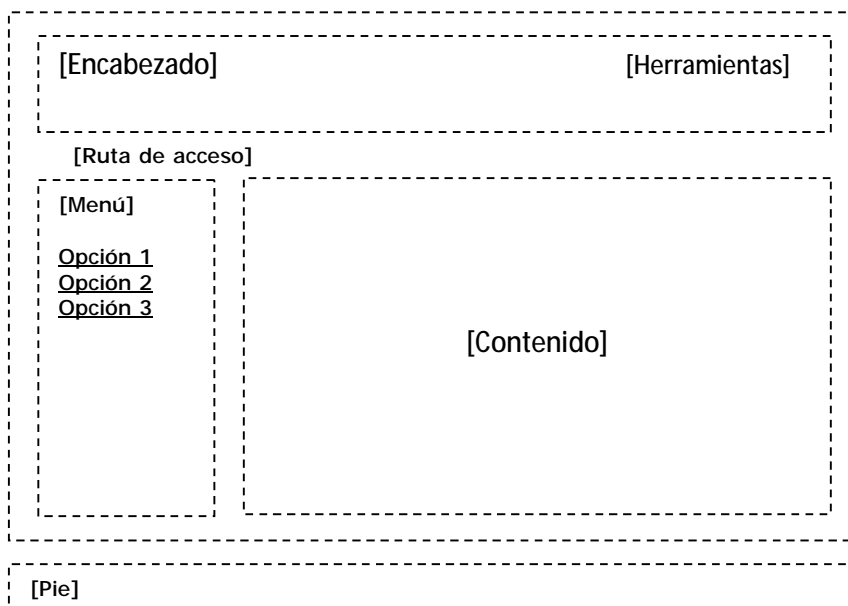 [Encabezado] [Herramientas]
[Ruta de acceso]
[Menú]
Opción 1
Opción 2
Opción 3
[Contenido]
[Pie]